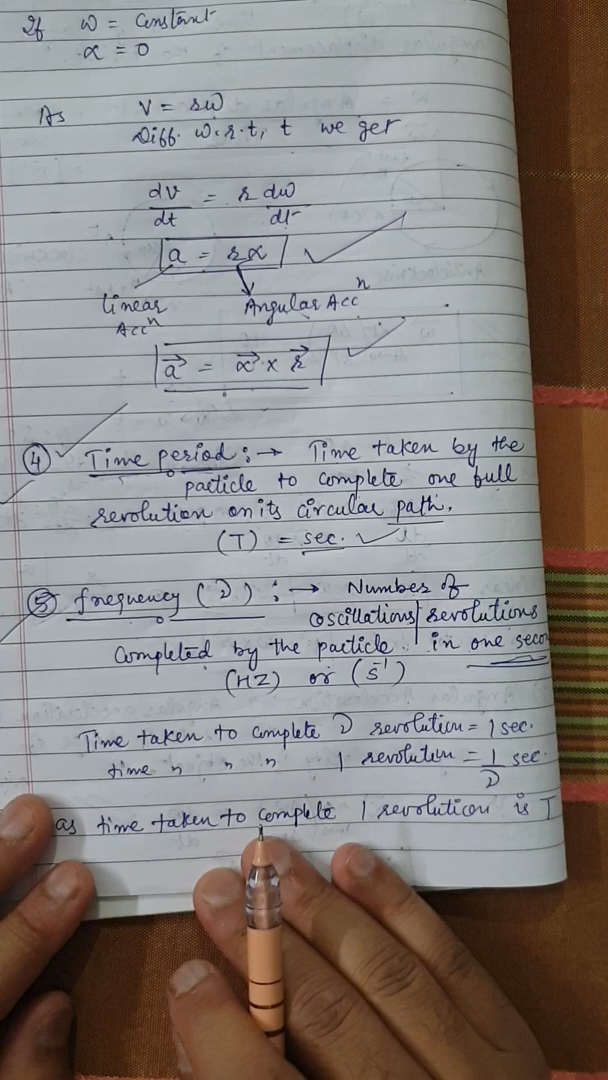 If ω = Constant
α = 0
As V = rω
Diff. w.r.t, t we get
dv/dt = r dω/dt
a = rα
Linear Accⁿ
Angular Accⁿ
a⃗ = α⃗ × r⃗
④ Time period :→ Time taken by the
particle to complete one full
revolution on its circular path.
(T) = sec.
⑤ frequency (ν) :→ Number of
oscillations/revolutions
Completed by the particle in one secon
(HZ) or (s⁻¹)
Time taken to complete ν revolution = 1 sec.
time " " " 1 revolution = 1/ν sec.
as time taken to complete 1 revolution is T